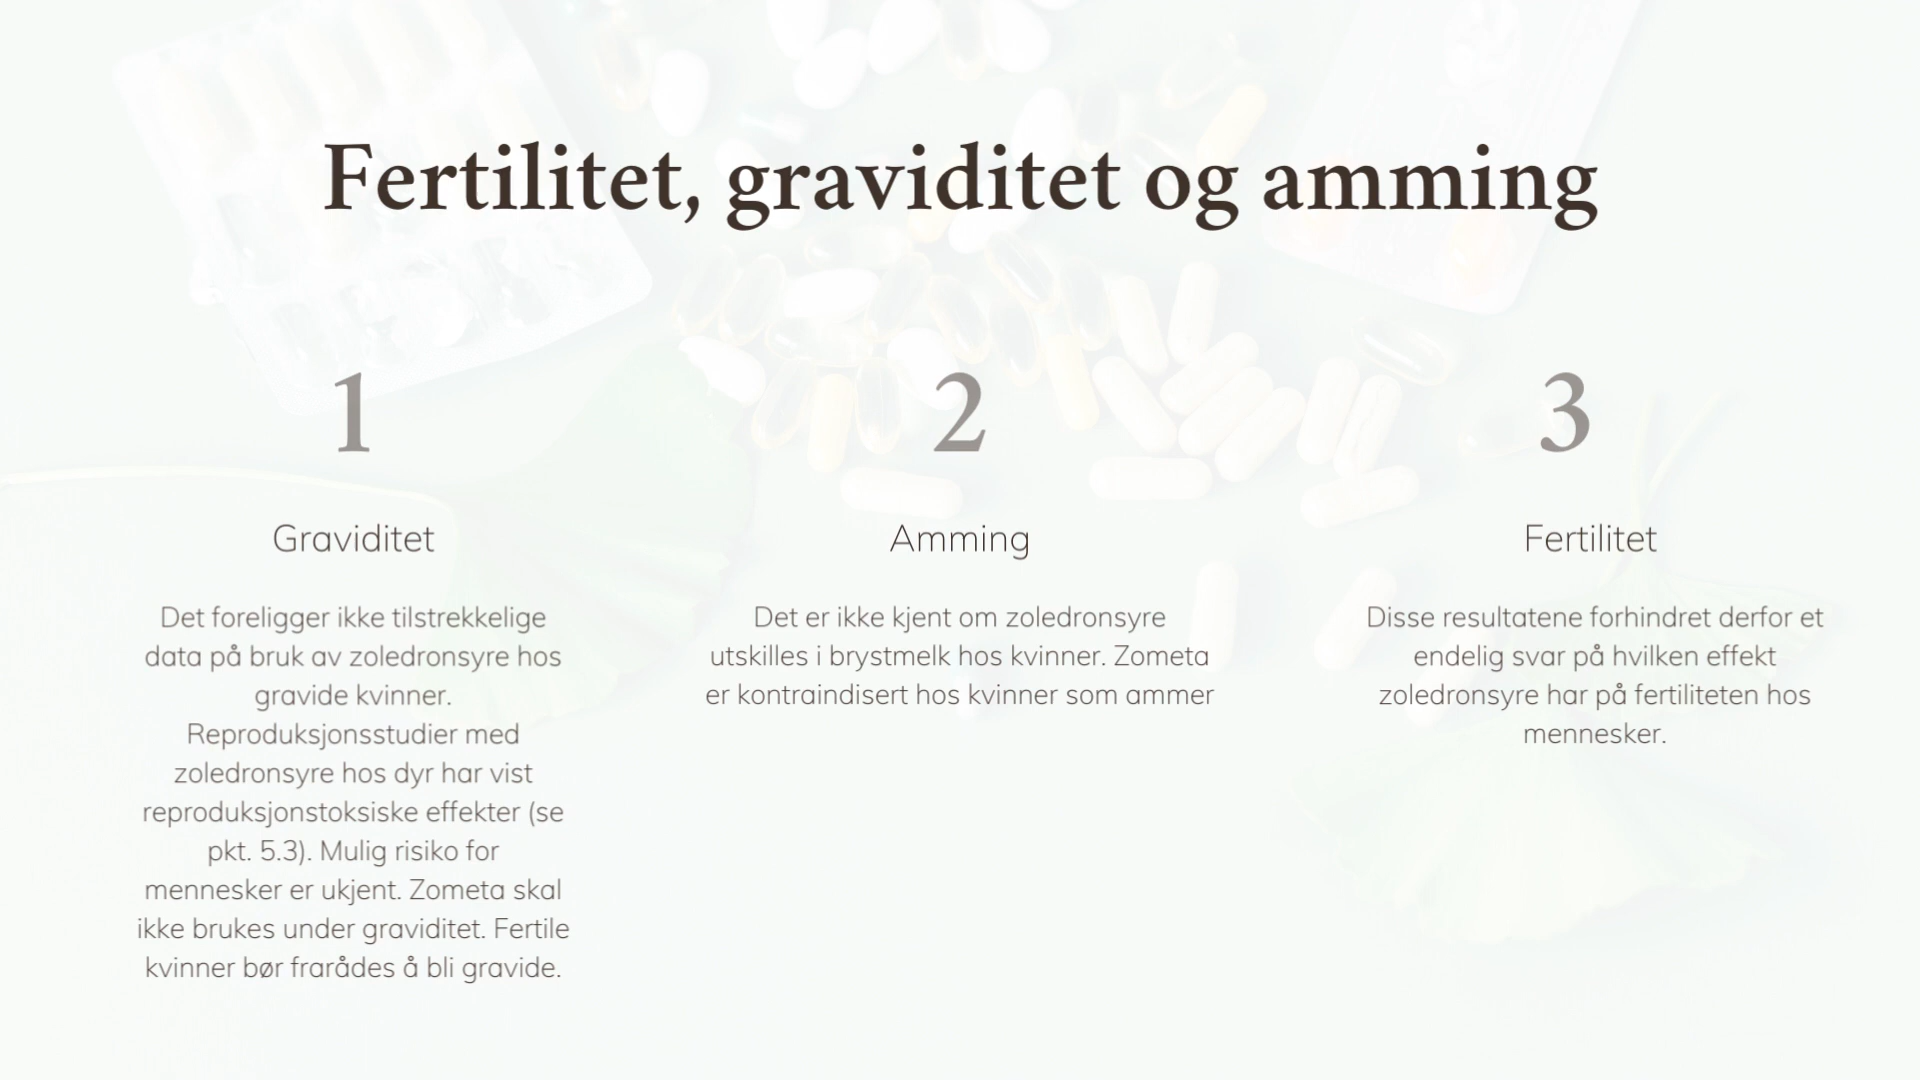 Fertilitet, graviditet og amming
1
Graviditet
Det foreligger ikke tilstrekkelige
data på bruk av zoledronsyre hos
gravide kvinner.
Reproduksjonsstudier med
zoledronsyre hos dyr har vist
reproduksjonstoksiske effekter (se
pkt. 5.3). Mulig risiko for
mennesker er ukjent. Zometa skal
ikke brukes under graviditet. Fertile
kvinner bør frarådes å bli gravide.
2
Amming
Det er ikke kjent om zoledronsyre
utskilles i brystmelk hos kvinner. Zometa
er kontraindisert hos kvinner som ammer
3
Fertilitet
Disse resultatene forhindret derfor et
endelig svar på hvilken effekt
zoledronsyre har på fertiliteten hos
mennesker.